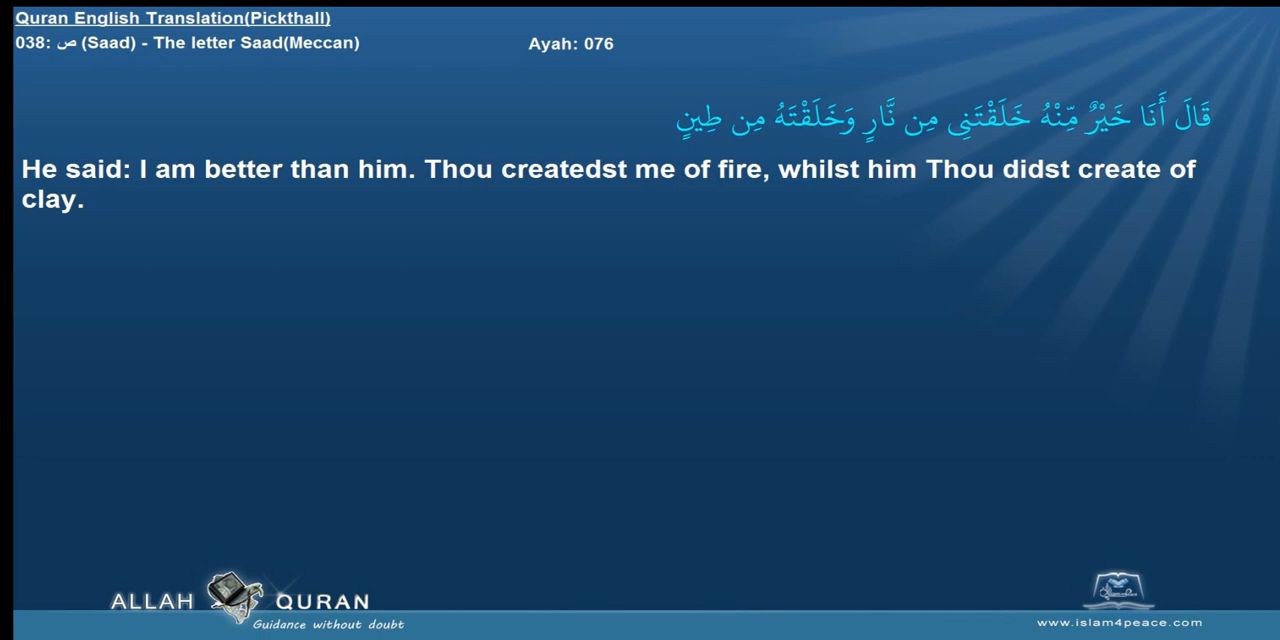 Quran English Translation(Pickthall)
038: ص (Saad) - The letter Saad(Meccan) Ayah: 076
قَالَ أَنَا خَيْرٌ مِّنْهُ خَلَقْتَنِى مِن نَّارٍ وَخَلَقْتَهُ مِن طِينٍ
He said: I am better than him. Thou createdst me of fire, whilst him Thou didst create of
clay.
ALLAH QURAN
Guidance without doubt
www.islam4peace.com